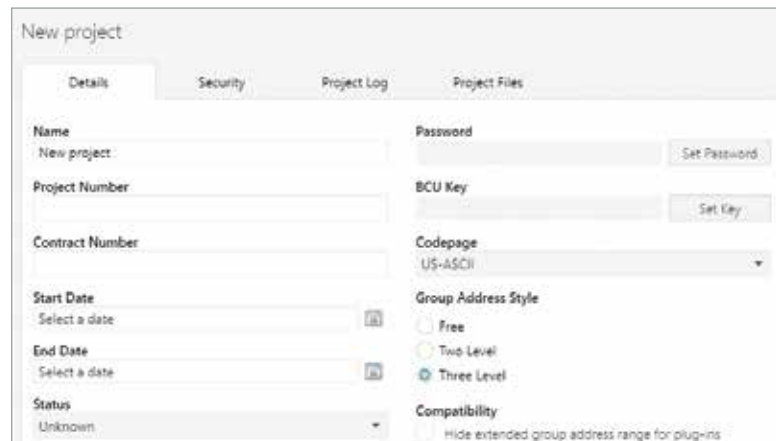 New project
Details Security Project Log Project Files
Name
New project
Project Number
Contract Number
Start Date
Select a date
End Date
Select a date
Status
Unknown
Password
Set Password
BCU Key
Set Key
Codepage
US-ASCII
Group Address Style
Free
Two Level
Three Level
Compatibility
Hide extended group address range for plug-ins